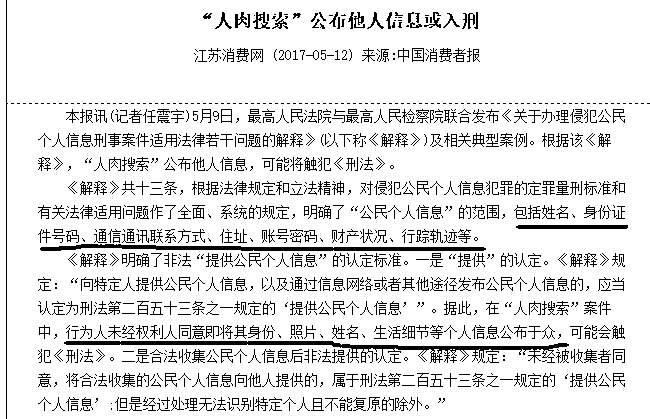 “人肉搜索”公布他人信息或入刑
江苏消费网 (2017-05-12) 来源:中国消费者报
本报讯(记者任震宇)5月9日，最高人民法院与最高人民检察院联合发布《关于办理侵犯公民
个人信息刑事案件适用法律若干问题的解释》(以下称《解释》)及相关典型案例。根据该《解
释》，“人肉搜索”公布他人信息，可能将触犯《刑法》。
《解释》共十三条，根据法律规定和立法精神，对侵犯公民个人信息犯罪的定罪量刑标准和
有关法律适用问题作了全面、系统的规定，明确了“公民个人信息”的范围，包括姓名、身份证
件号码、通信通讯联系方式、住址、账号密码、财产状况、行踪轨迹等。
《解释》明确了非法“提供公民个人信息”的认定标准。一是“提供”的认定。《解释》规
定：“向特定人提供公民个人信息，以及通过信息网络或者其他途径发布公民个人信息的，应当
认定为刑法第二百五十三条之一规定的‘提供公民个人信息’”。据此，在“人肉搜索”案件
中，行为人未经权利人同意即将其身份、照片、姓名、生活细节等个人信息公布于众，可能会触
犯《刑法》。二是合法收集公民个人信息后非法提供的认定。《解释》规定：“未经被收集者同
意，将合法收集的公民个人信息向他人提供的，属于刑法第二百五十三条之一规定的‘提供公民
个人信息’;但是经过处理无法识别特定个人且不能复原的除外。”